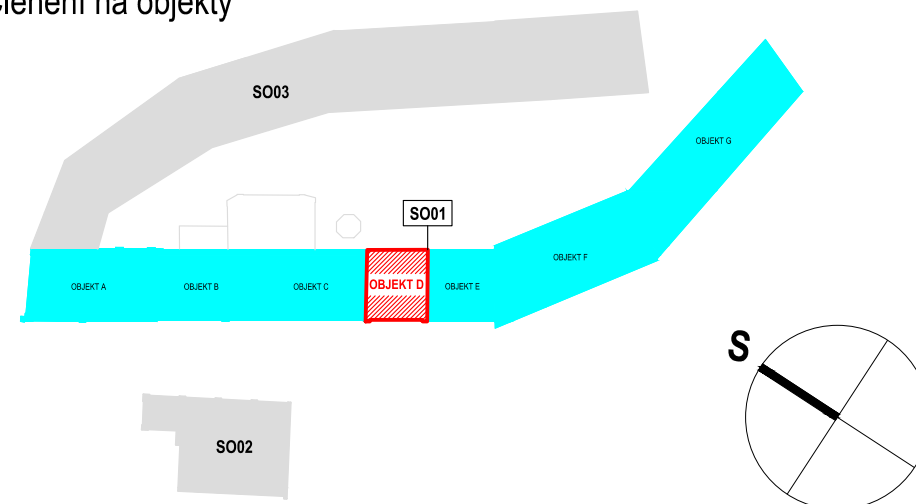 Členění na objekty
SO03
OBJEKT G
SO01
OBJEKT F
OBJEKT A
OBJEKT B
OBJEKT C
OBJEKT D
OBJEKT E
S
SO02